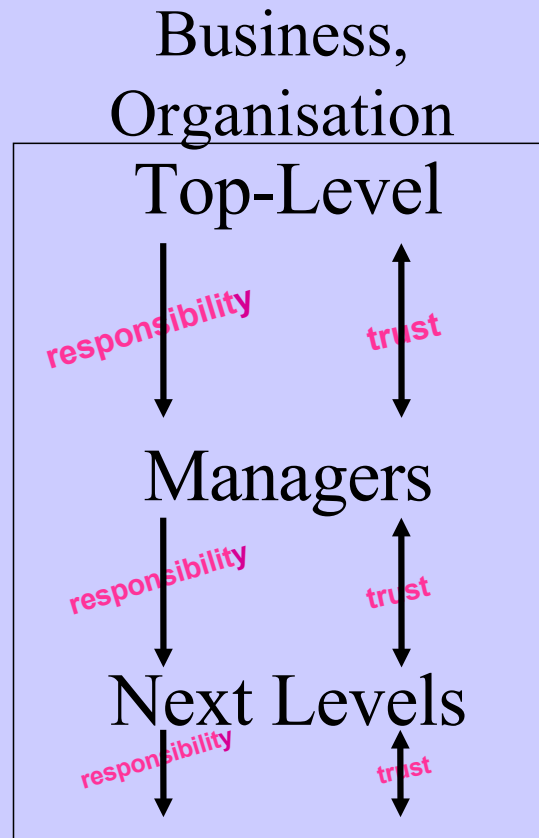 Business,
Organisation
Top-Level
responsibility
trust
Managers
responsibility
trust
Next Levels
responsibility
trust